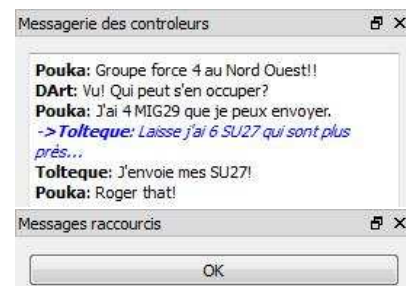 Messagerie des controleurs
Pouka: Groupe force 4 au Nord Ouest!!
DArt: Vu! Qui peut s'en occuper?
Pouka: J'ai 4 MIG29 que je peux envoyer.
->Tolteque: Laisse j'ai 6 SU27 qui sont plus
près...
Tolteque: J'envoie mes SU27!
Pouka: Roger that!
Messages raccourcis
OK